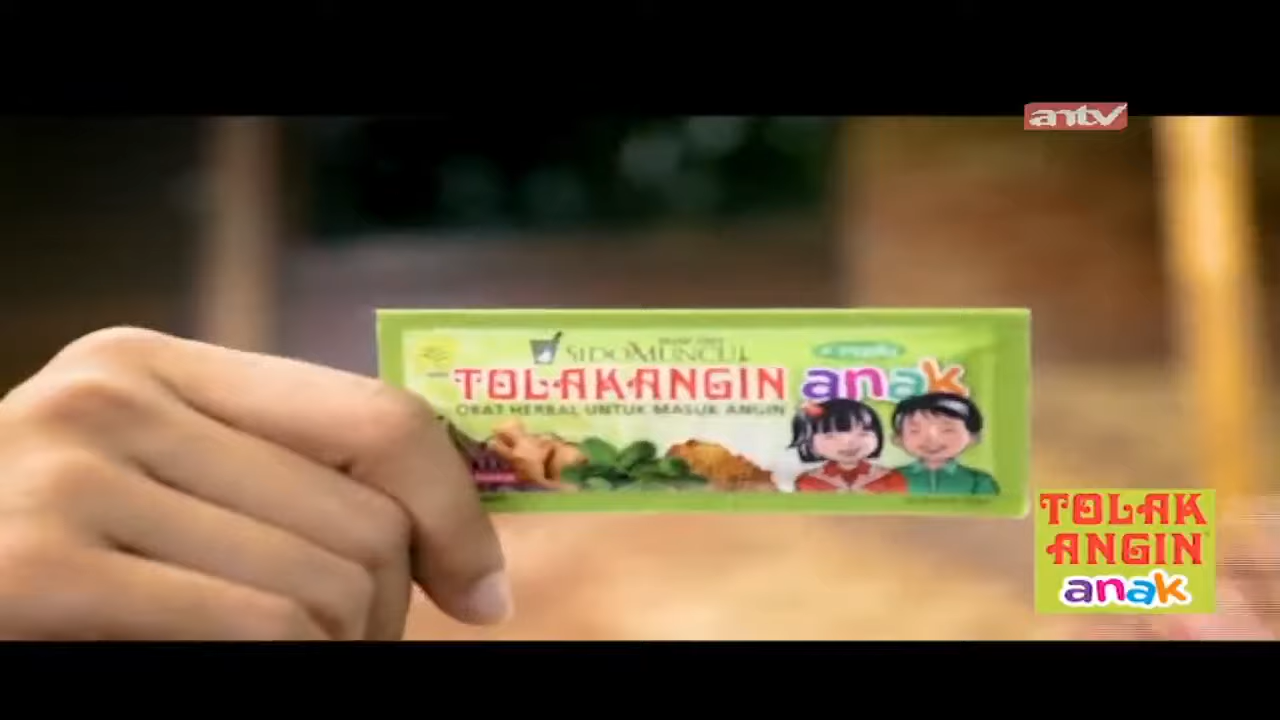 antv
SIDOMUNCUL
TOLAKANGIN anak
OBAT HERBAL UNTUK MASUK ANGIN
TOLAK
ANGIN
anak